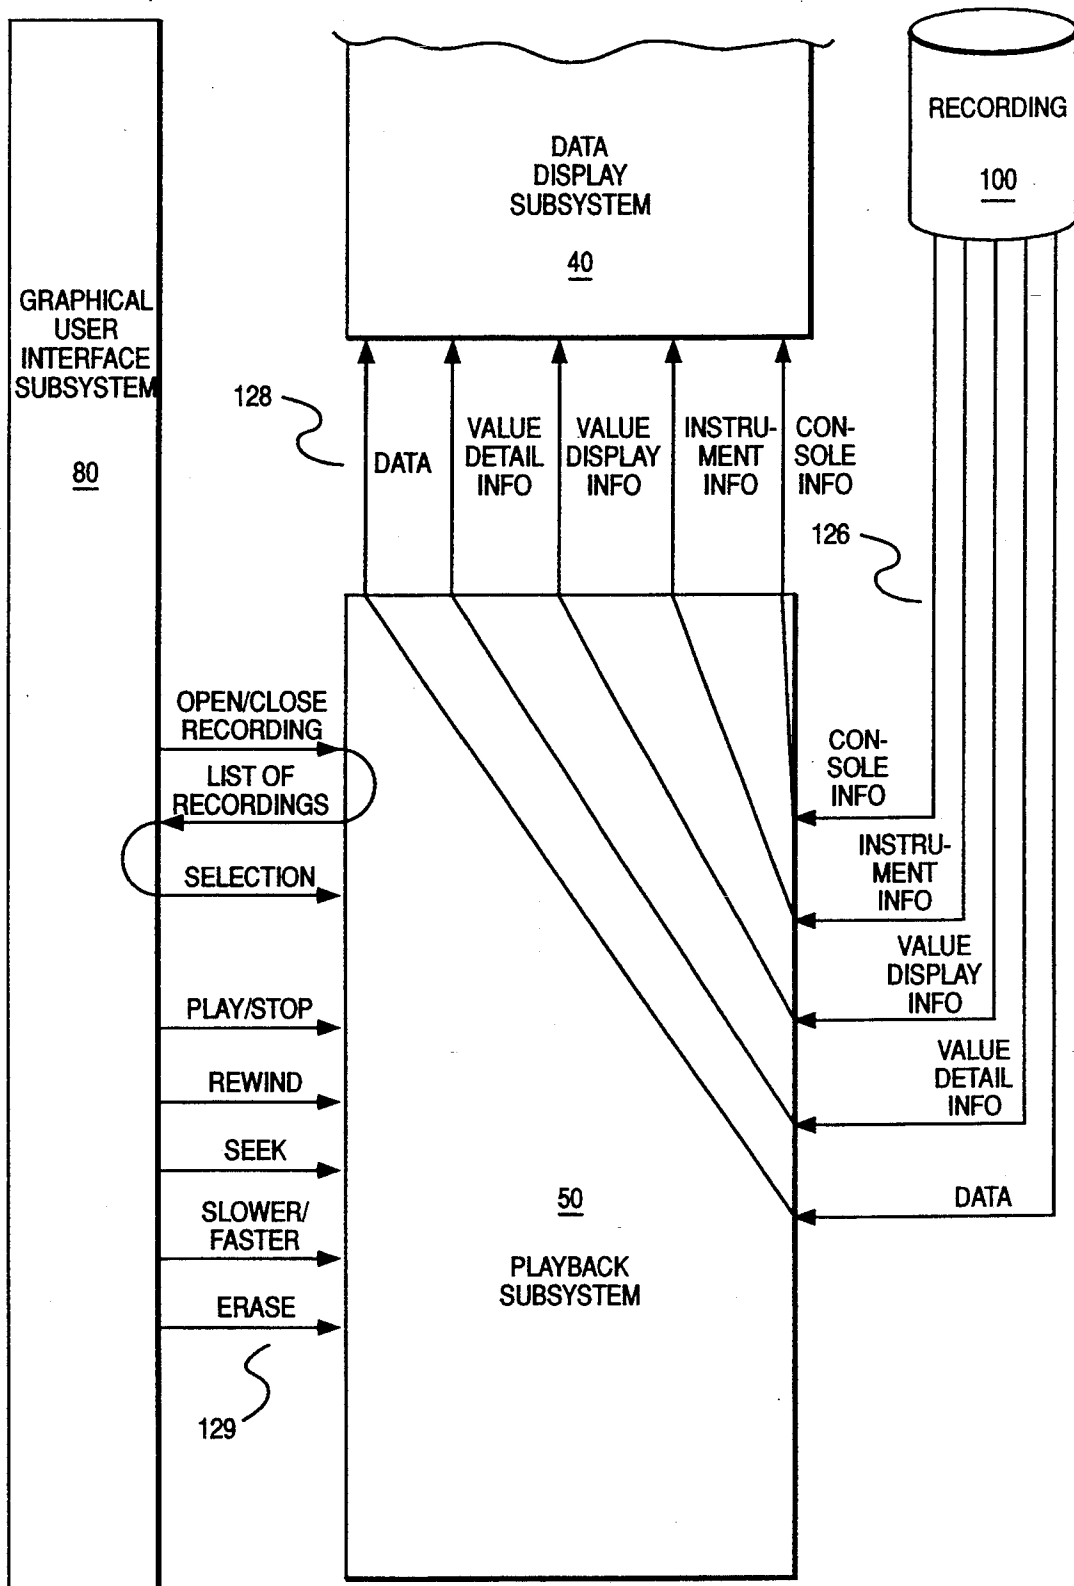 RECORDING
100
DATA
DISPLAY
SUBSYSTEM
40
GRAPHICAL
USER
INTERFACE
SUBSYSTEM
80
128
DATA
VALUE
DETAIL
INFO
VALUE
DISPLAY
INFO
INSTRU-
MENT
INFO
CON-
SOLE
INFO
126
OPEN/CLOSE
RECORDING
LIST OF
RECORDINGS
SELECTION
PLAY/STOP
REWIND
SEEK
SLOWER/
FASTER
ERASE
129
CON-
SOLE
INFO
INSTRU-
MENT
INFO
VALUE
DISPLAY
INFO
VALUE
DETAIL
INFO
DATA
50
PLAYBACK
SUBSYSTEM